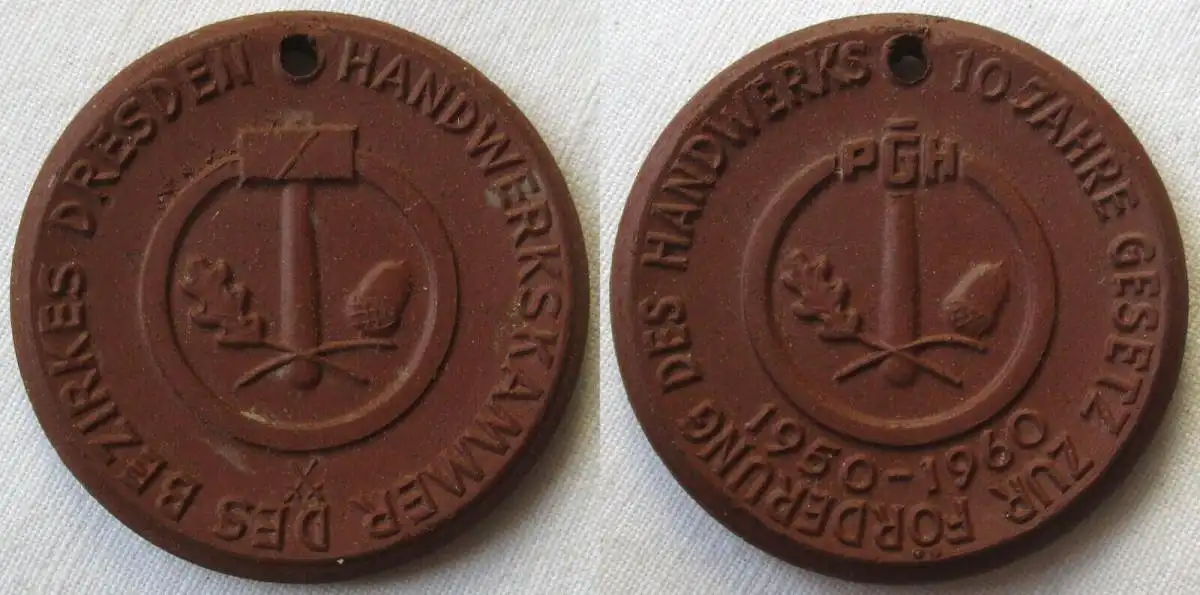 HANDWERKSKAMMER DES BEZIRKES DRESDEN
10 JAHRE GESETZ ZUR FÖRDERUNG DES HANDWERKS
PGH
1950-1960